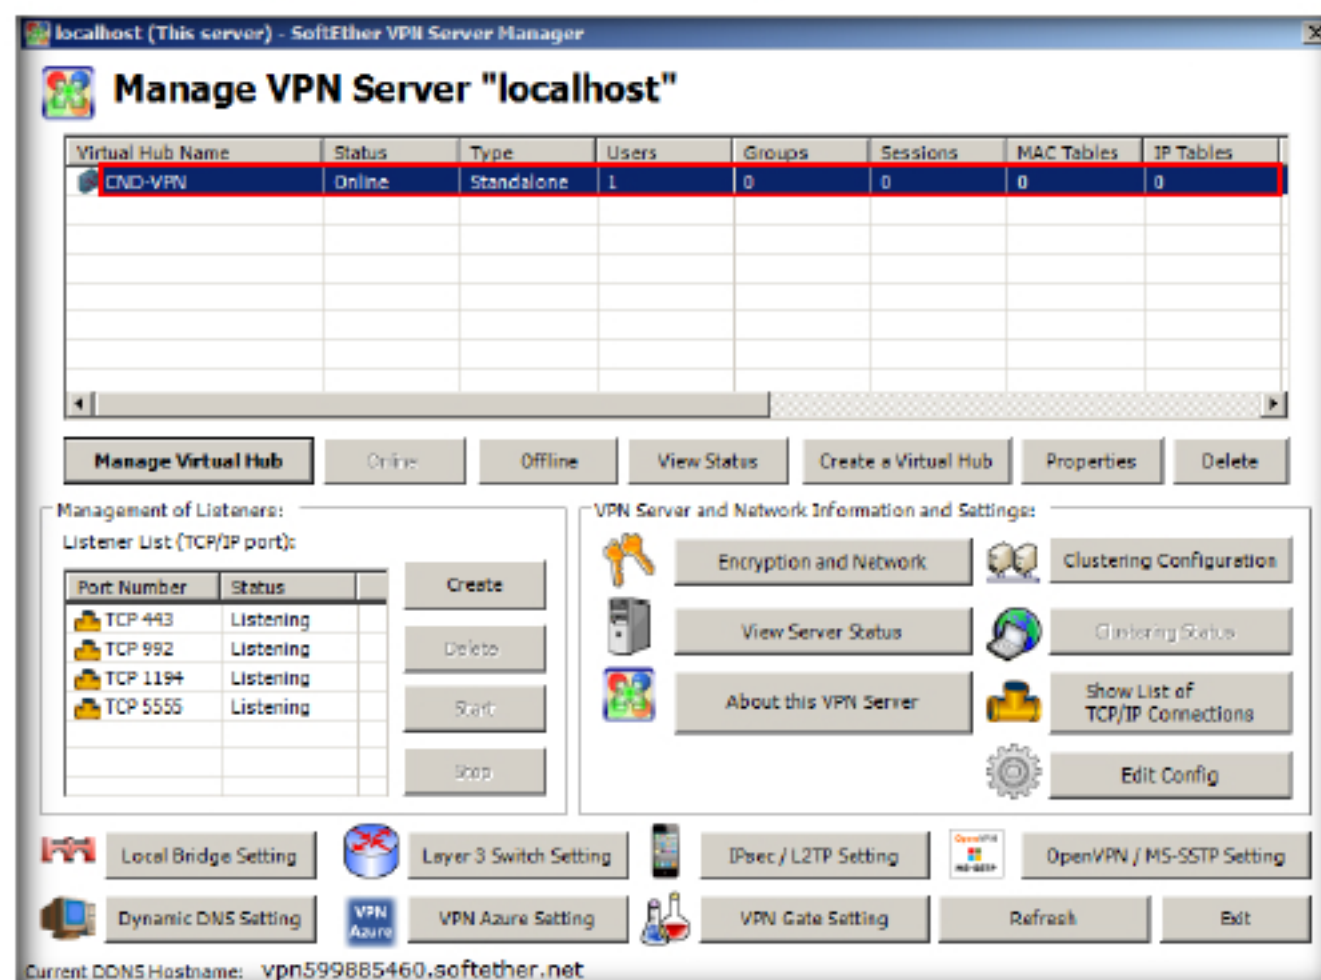 localhost (This server) - SoftEther VPN Server Manager
Manage VPN Server "localhost"
Virtual Hub Name Status Type Users Groups Sessions MAC Tables IP Tables
CND-VPN Online Standalone 1 0 0 0 0
Manage Virtual Hub Online Offline View Status Create a Virtual Hub Properties Delete
Management of Listeners:
Listener List (TCP/IP port):
Port Number Status
TCP 443 Listening
TCP 992 Listening
TCP 1194 Listening
TCP 5555 Listening
Create
Delete
Start
Stop
VPN Server and Network Information and Settings:
Encryption and Network Clustering Configuration
View Server Status Clustering Status
About this VPN Server Show List of
TCP/IP Connections
Edit Config
Local Bridge Setting Layer 3 Switch Setting IPsec / L2TP Setting OpenVPN MS-SSTP OpenVPN / MS-SSTP Setting
Dynamic DNS Setting VPN Azure VPN Azure Setting VPN Gate Setting Refresh Exit
Current DDNS Hostname: vpn599885460.softether.net